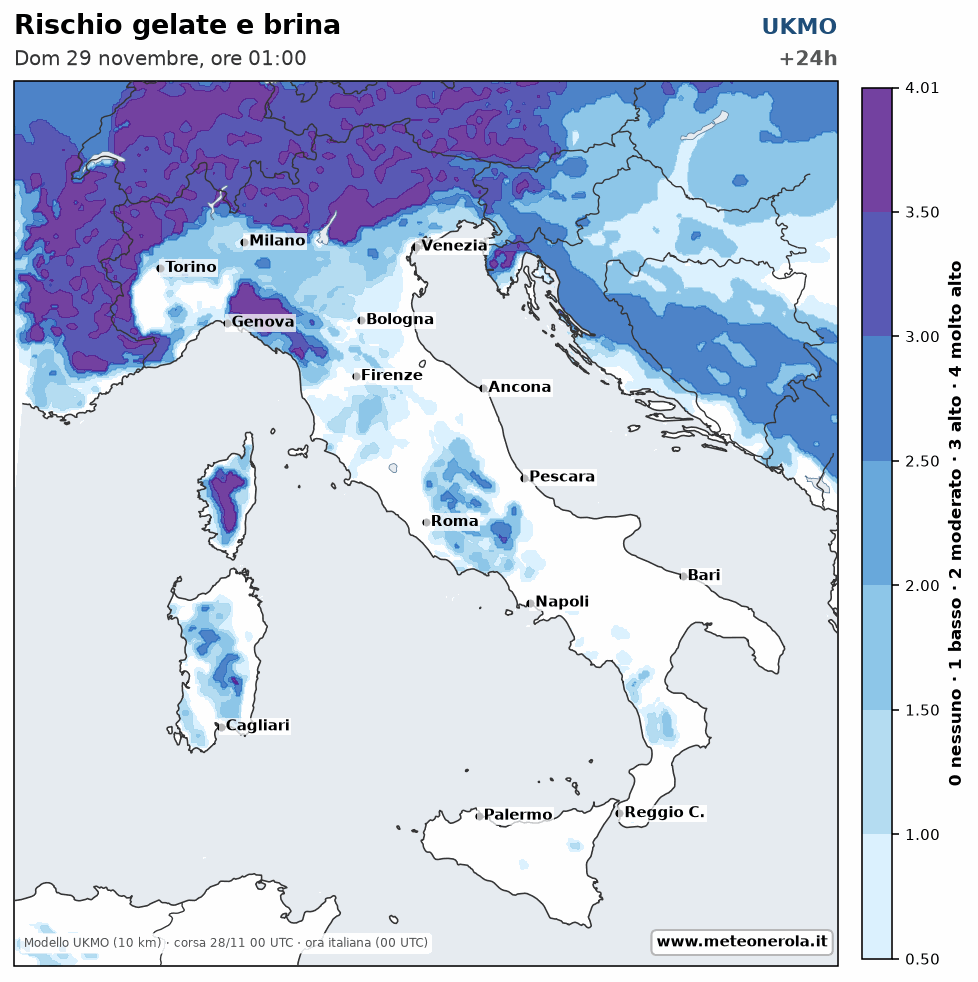 Rischio gelate e brina
UKMO
Dom 29 novembre, ore 01:00
+24h
4.01
3.50
3.00
2.50
2.00
1.50
1.00
0.50
0 nessuno · 1 basso · 2 moderato · 3 alto · 4 molto alto
Milano
Venezia
Torino
Genova
Bologna
Firenze
Ancona
Pescara
Roma
Bari
Napoli
Cagliari
Palermo
Reggio C.
Modello UKMO (10 km) · corsa 28/11 00 UTC · ora italiana (00 UTC)
www.meteonerola.it